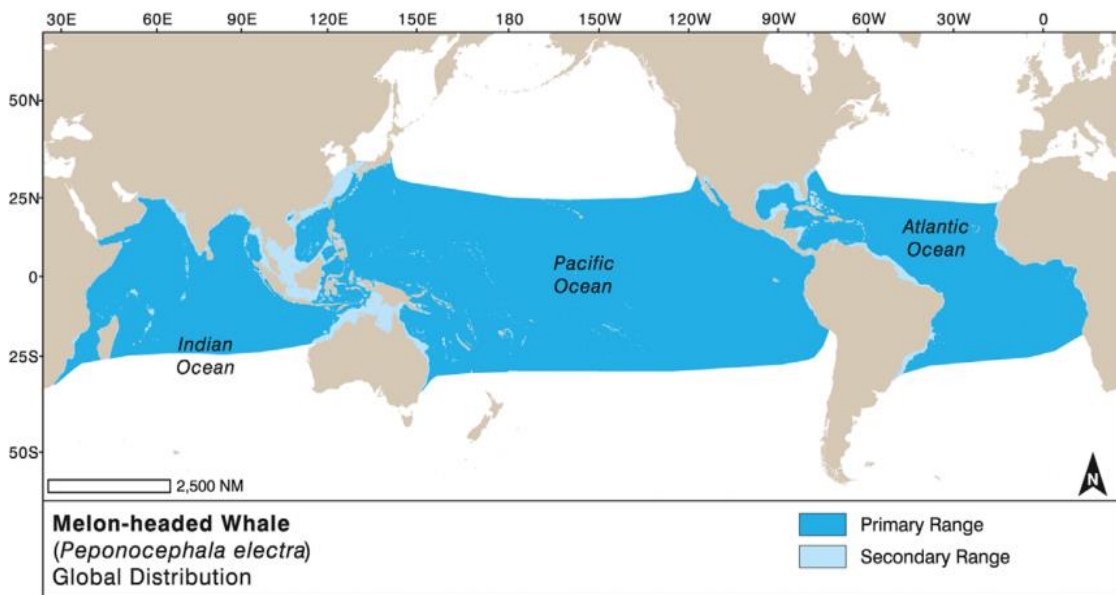 30E 60E 90E 120E 150E 180 150W 120W 90W 60W 30W 0
50N
25N
0
25S
50S
Atlantic
Ocean
Pacific
Ocean
Indian
Ocean
2,500 NM
N
Melon-headed Whale
(Peponocephala electra)
Global Distribution
Primary Range
Secondary Range